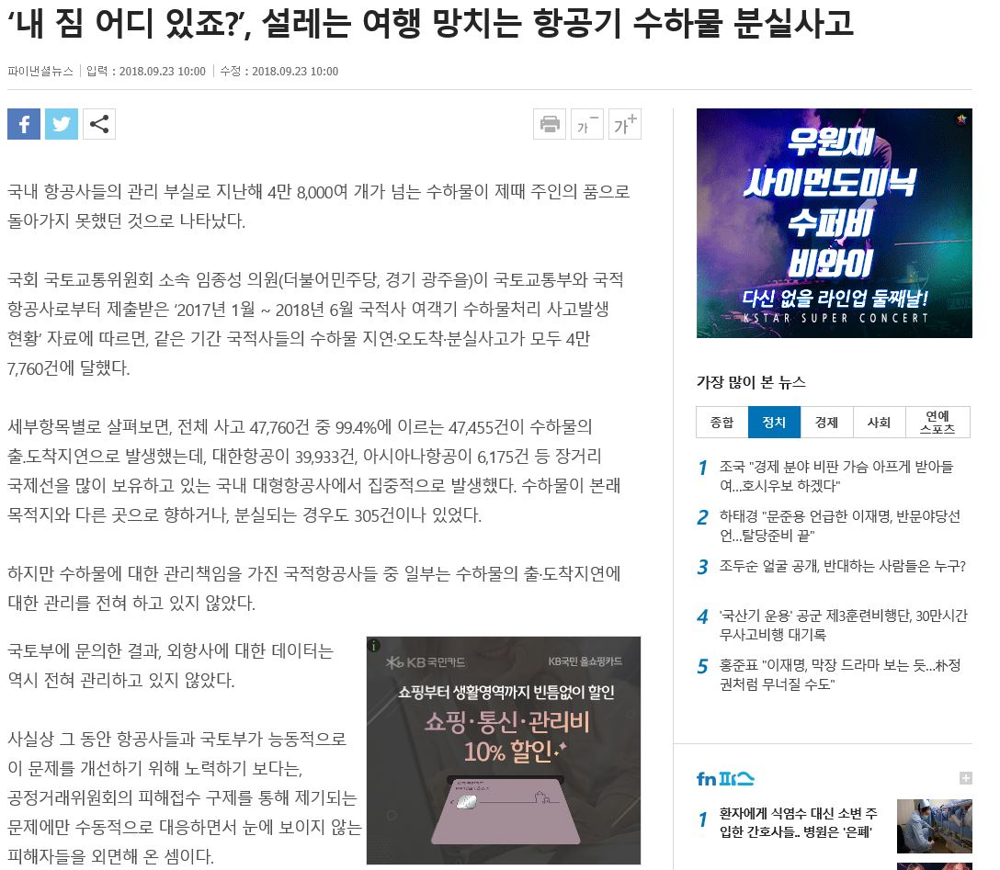 ‘내 짐 어디 있죠?’, 설레는 여행 망치는 항공기 수하물 분실사고
파이낸셜뉴스 입력 : 2018.09.23 10:00 수정 : 2018.09.23 10:00
가 −
가 +
국내 항공사들의 관리 부실로 지난해 4만 8,000여 개가 넘는 수하물이 제때 주인의 품으로
돌아가지 못했던 것으로 나타났다.
국회 국토교통위원회 소속 임종성 의원(더불어민주당, 경기 광주을)이 국토교통부와 국적
항공사로부터 제출받은 ‘2017년 1월 ~ 2018년 6월 국적사 여객기 수하물처리 사고발생
현황’ 자료에 따르면, 같은 기간 국적사들의 수하물 지연·오도착·분실사고가 모두 4만
7,760건에 달했다.
세부항목별로 살펴보면, 전체 사고 47,760건 중 99.4%에 이르는 47,455건이 수하물의
출.도착지연으로 발생했는데, 대한항공이 39,933건, 아시아나항공이 6,175건 등 장거리
국제선을 많이 보유하고 있는 국내 대형항공사에서 집중적으로 발생했다. 수하물이 본래
목적지와 다른 곳으로 향하거나, 분실되는 경우도 305건이나 있었다.
하지만 수하물에 대한 관리책임을 가진 국적항공사들 중 일부는 수하물의 출·도착지연에
대한 관리를 전혀 하고 있지 않았다.
국토부에 문의한 결과, 외항사에 대한 데이터는
역시 전혀 관리하고 있지 않았다.
사실상 그 동안 항공사들과 국토부가 능동적으로
이 문제를 개선하기 위해 노력하기 보다는,
공정거래위원회의 피해접수 구제를 통해 제기되는
문제에만 수동적으로 대응하면서 눈에 보이지 않는
피해자들을 외면해 온 셈이다.
KB국민카드 KB국민 올쇼핑카드
쇼핑부터 생활영역까지 빈틈없이 할인
쇼핑·통신·관리비
10% 할인
우원재
사이먼도미닉
수퍼비
비와이
다신 없을 라인업 둘째날!
KSTAR SUPER CONCERT
가장 많이 본 뉴스
종합 정치 경제 사회 연예
스포츠
1 조국 "경제 분야 비판 가슴 아프게 받아들
여...호시우보 하겠다"
2 하태경 "문준용 언급한 이재명, 반문야당선
언...탈당준비 끝"
3 조두순 얼굴 공개, 반대하는 사람들은 누구?
4 '국산기 운용' 공군 제3훈련비행단, 30만시간
무사고비행 대기록
5 홍준표 "이재명, 막장 드라마 보는 듯...朴정
권처럼 무너질 수도"
fn 파스
1 환자에게 식염수 대신 소변 주
입한 간호사들.. 병원은 '은폐'